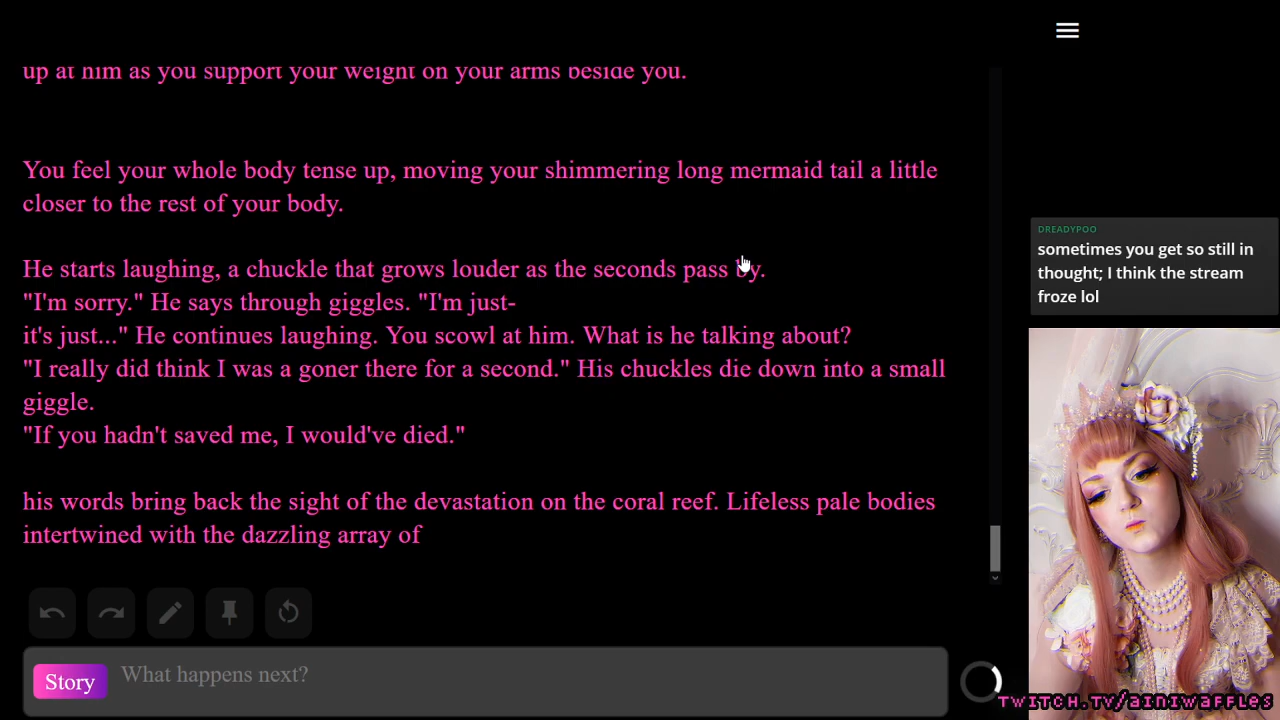 up at him as you support your weight on your arms beside you.
You feel your whole body tense up, moving your shimmering long mermaid tail a little
closer to the rest of your body.
He starts laughing, a chuckle that grows louder as the seconds pass by.
"I'm sorry." He says through giggles. "I'm just-
it's just..." He continues laughing. You scowl at him. What is he talking about?
"I really did think I was a goner there for a second." His chuckles die down into a small
giggle.
"If you hadn't saved me, I would've died."
his words bring back the sight of the devastation on the coral reef. Lifeless pale bodies
intertwined with the dazzling array of
Story What happens next?
DREADYPOO
sometimes you get so still in
thought; I think the stream
froze lol
TWITCH.TV/AINIWAFFLES